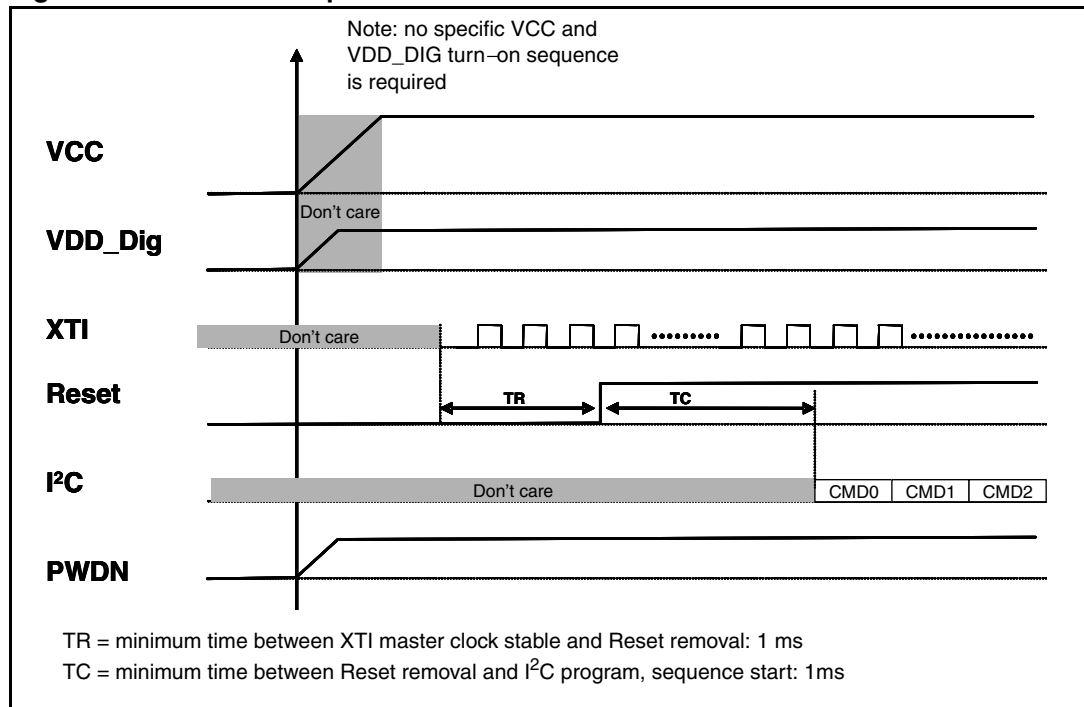 Note: no specific VCC and
VDD_DIG turn–on sequence
is required
VCC
Don't care
VDD_Dig
XTI
Don't care
Reset
TR
TC
I²C
Don't care
CMD0
CMD1
CMD2
PWDN
TR = minimum time between XTI master clock stable and Reset removal: 1 ms
TC = minimum time between Reset removal and I²C program, sequence start: 1ms